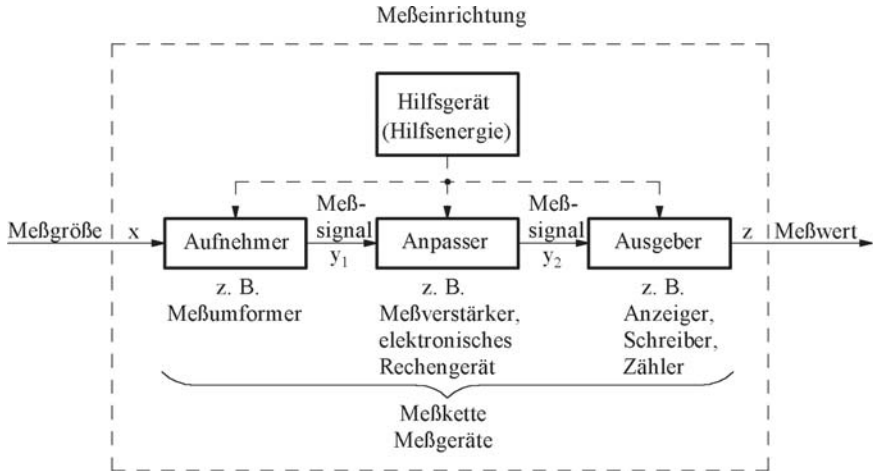 Meßeinrichtung
Hilfsgerät
(Hilfsenergie)
Meßgröße
x
Aufnehmer
Meß-
signal
y₁
Anpasser
Meß-
signal
y₂
Ausgeber
z
Meßwert
z. B.
Meßumformer
z. B.
Meßverstärker,
elektronisches
Rechengerät
z. B.
Anzeiger,
Schreiber,
Zähler
Meßkette
Meßgeräte